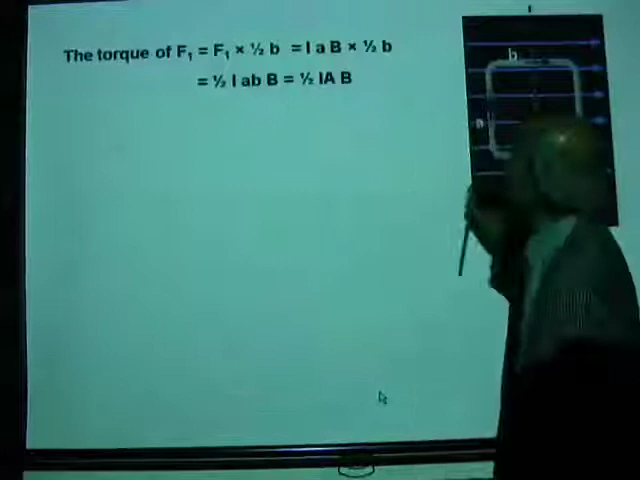 The torque of F₁ = F₁ × ½ b = I a B × ½ b
= ½ I ab B = ½ IA B
b
a